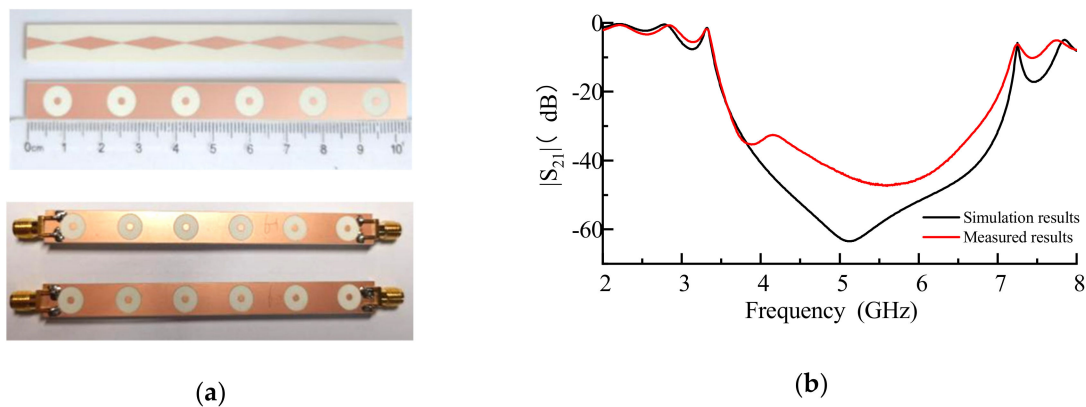 0cm 1 2 3 4 5 6 7 8 9 10
(a)
|S21|( dB)
0
-20
-40
-60
Simulation results
Measured results
2 3 4 5 6 7 8
Frequency (GHz)
(b)